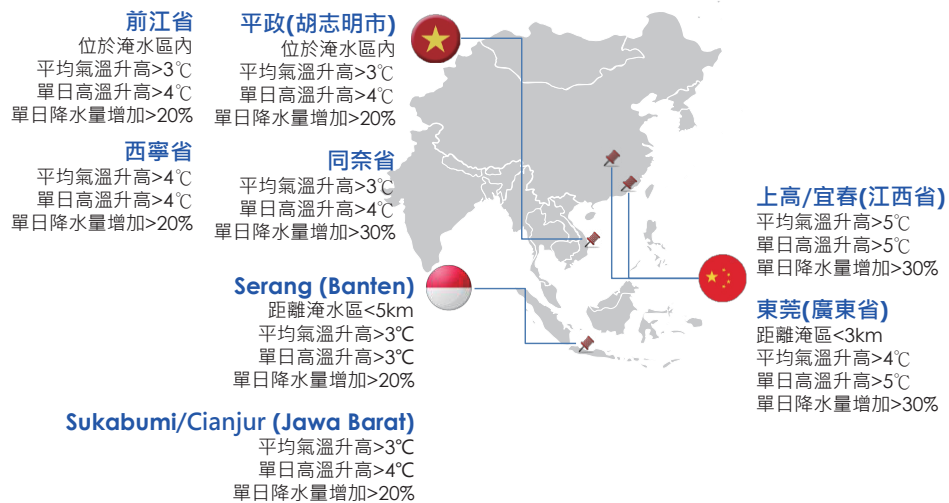 前江省
位於淹水區內
平均氣溫升高>3℃
單日高溫升高>4℃
單日降水量增加>20%
平政(胡志明市)
位於淹水區內
平均氣溫升高>3℃
單日高溫升高>4℃
單日降水量增加>20%
西寧省
平均氣溫升高>4℃
單日高溫升高>4℃
單日降水量增加>20%
同奈省
平均氣溫升高>3℃
單日高溫升高>4℃
單日降水量增加>30%
Serang (Banten)
距離淹水區<5km
平均氣溫升高>3℃
單日高溫升高>3℃
單日降水量增加>20%
Sukabumi/Cianjur (Jawa Barat)
平均氣溫升高>3℃
單日高溫升高>4℃
單日降水量增加>20%
上高/宜春(江西省)
平均氣溫升高>5℃
單日高溫升高>5℃
單日降水量增加>30%
東莞(廣東省)
距離淹區<3km
平均氣溫升高>4℃
單日高溫升高>5℃
單日降水量增加>30%